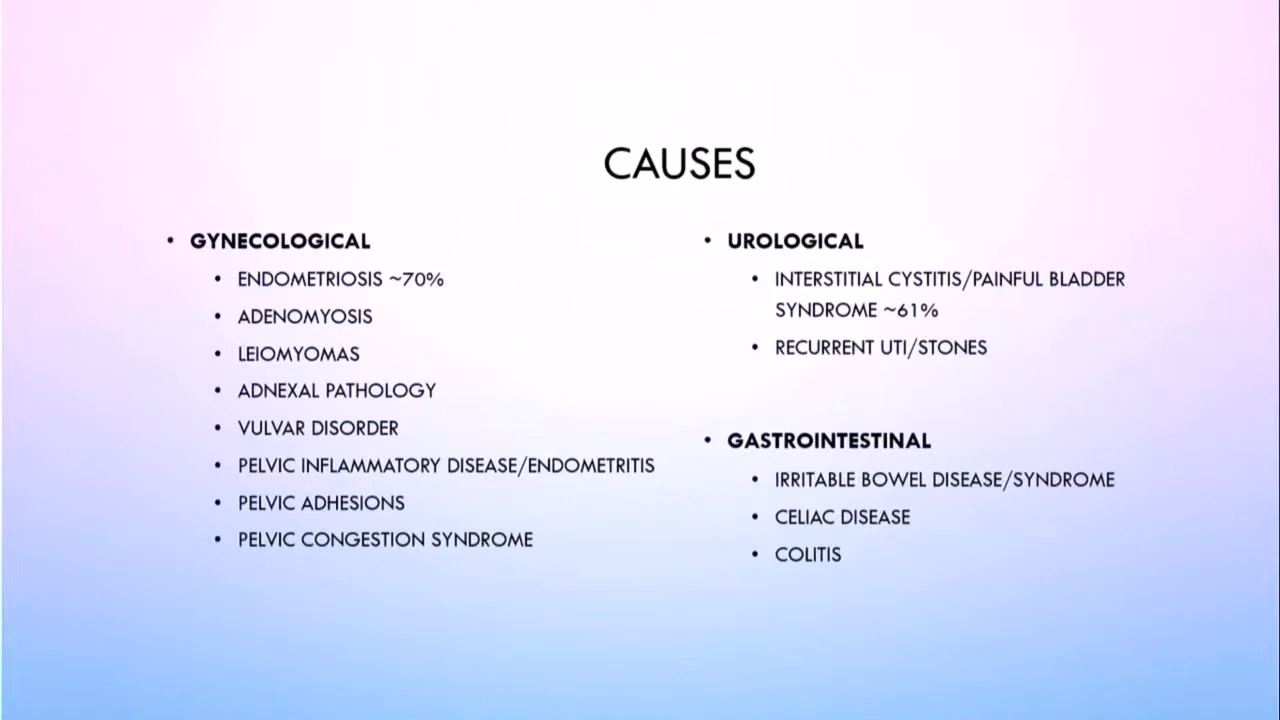 CAUSES
• GYNECOLOGICAL
• ENDOMETRIOSIS ~70%
• ADENOMYOSIS
• LEIOMYOMAS
• ADNEXAL PATHOLOGY
• VULVAR DISORDER
• PELVIC INFLAMMATORY DISEASE/ENDOMETRITIS
• PELVIC ADHESIONS
• PELVIC CONGESTION SYNDROME
• UROLOGICAL
• INTERSTITIAL CYSTITIS/PAINFUL BLADDER
SYNDROME ~61%
• RECURRENT UTI/STONES
• GASTROINTESTINAL
• IRRITABLE BOWEL DISEASE/SYNDROME
• CELIAC DISEASE
• COLITIS